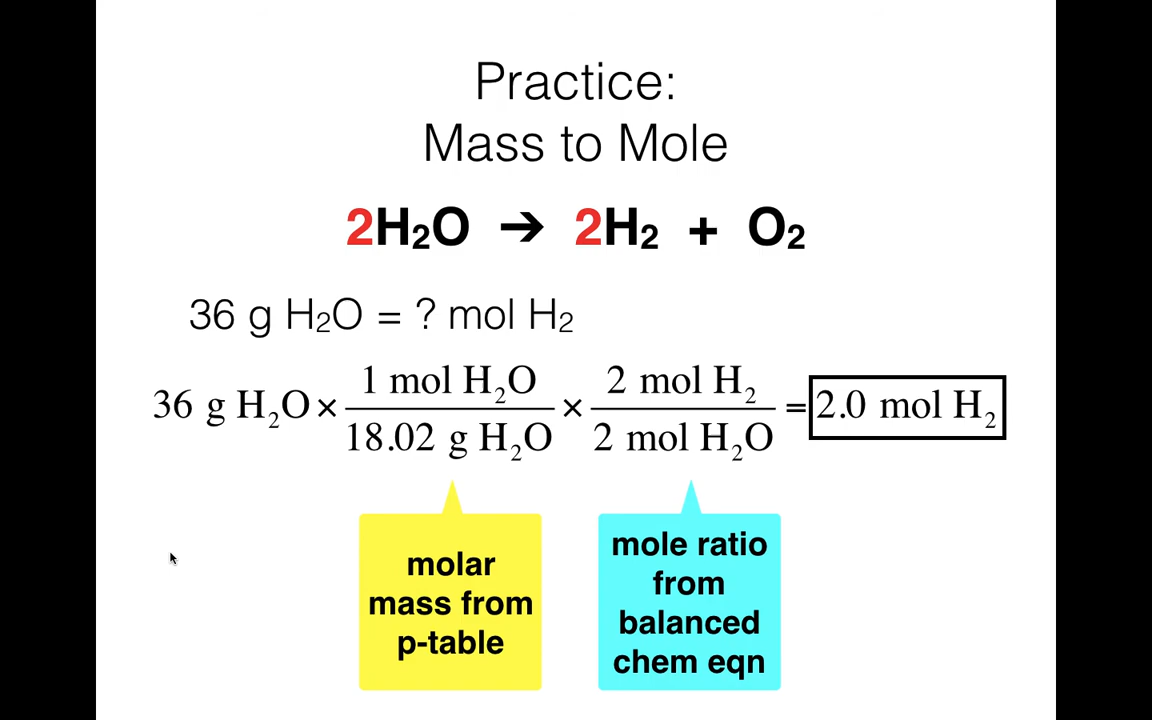 Practice:
Mass to Mole
2H₂O ➔ 2H₂ + O₂
36 g H₂O = ? mol H₂
36 g H₂O × 1 mol H₂O / 18.02 g H₂O × 2 mol H₂ / 2 mol H₂O = 2.0 mol H₂
molar
mass from
p-table
mole ratio
from
balanced
chem eqn